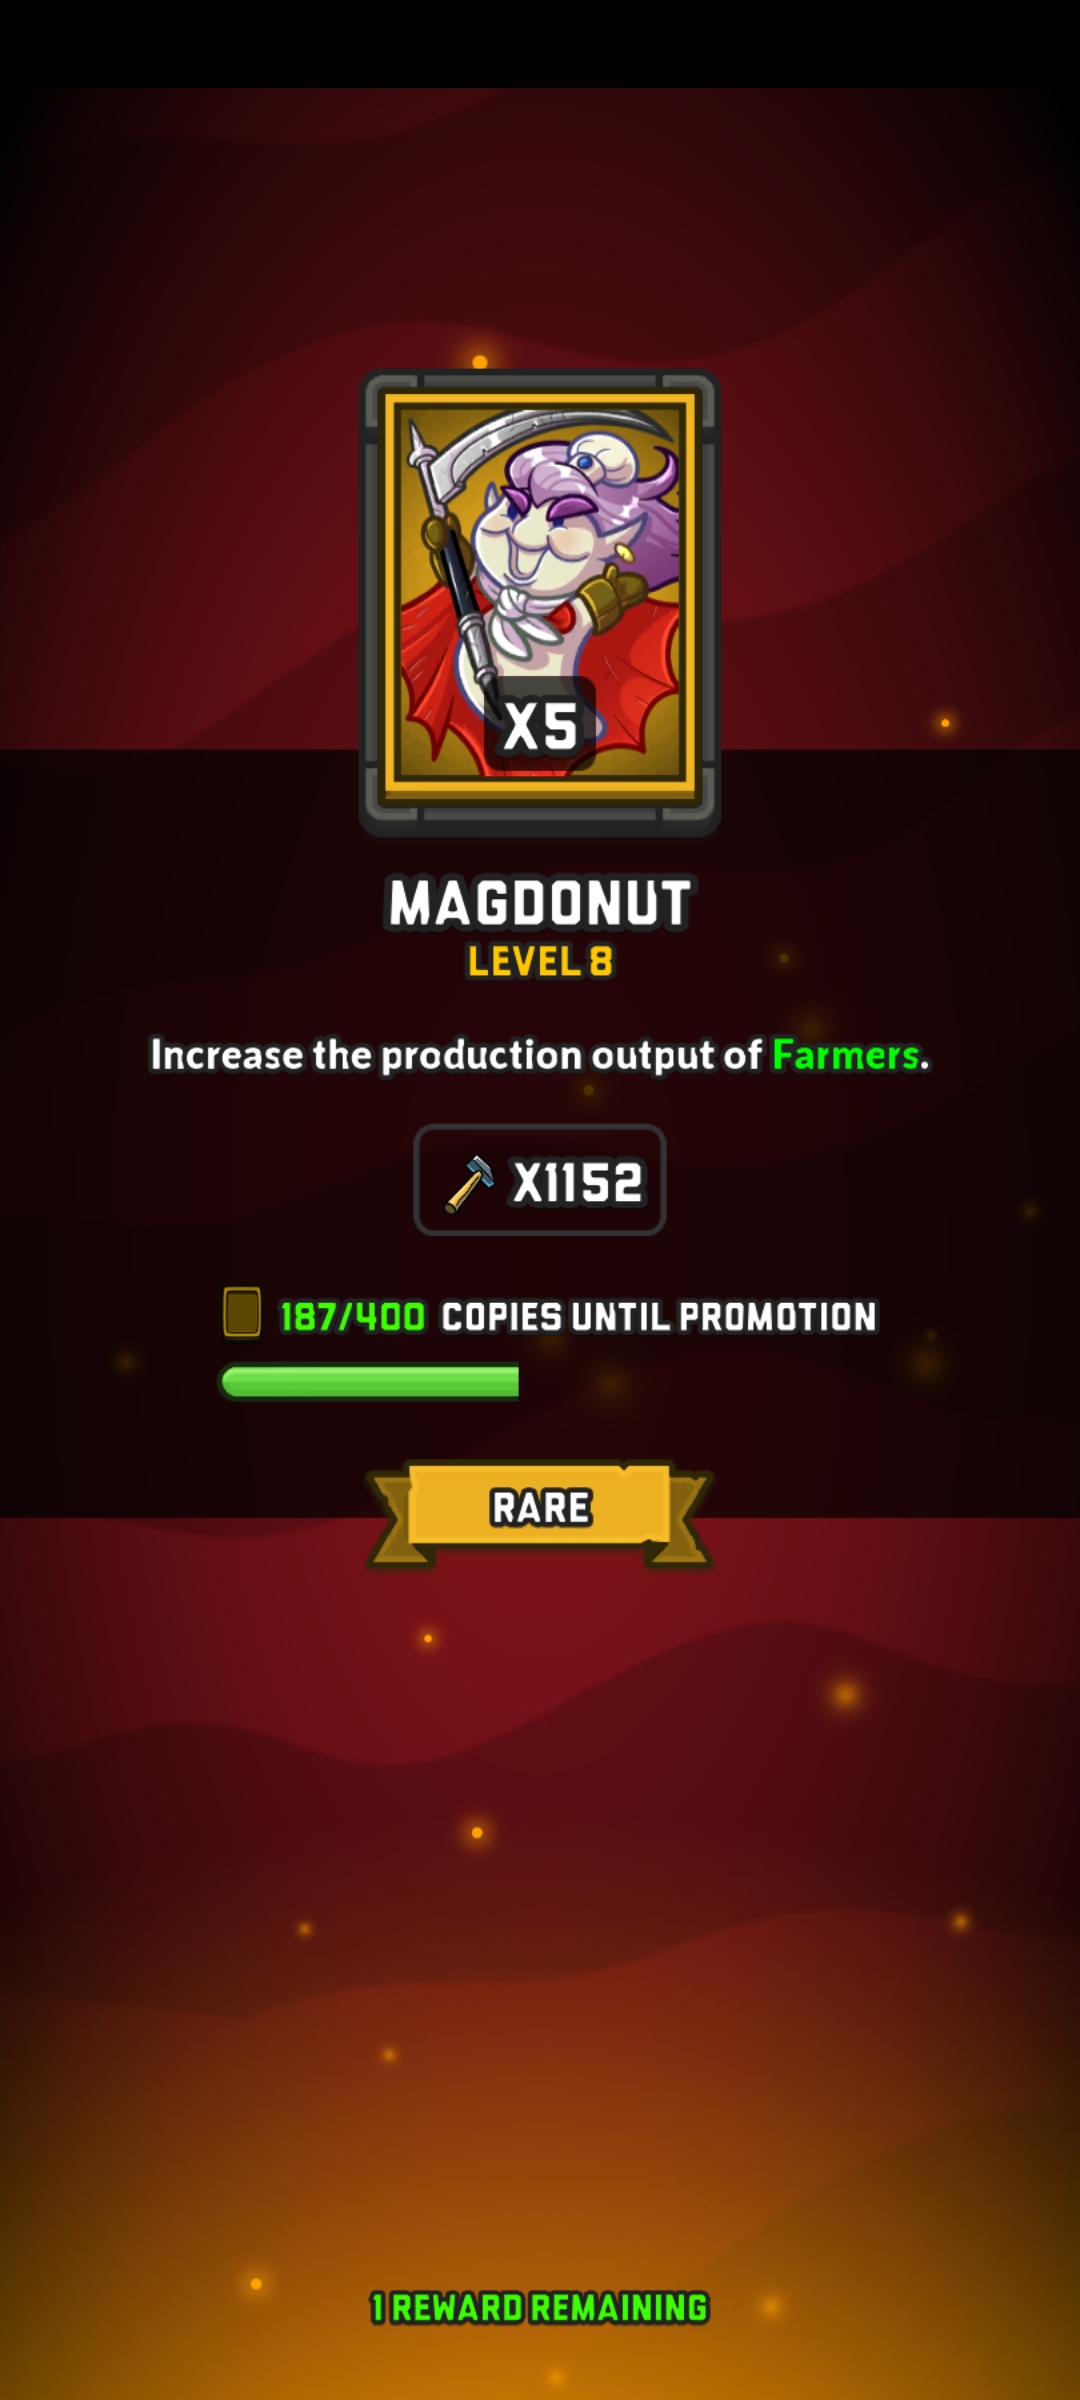 X5
MAGDONUT
LEVEL 8
Increase the production output of Farmers.
X1152
187/400 COPIES UNTIL PROMOTION
RARE
1 REWARD REMAINING